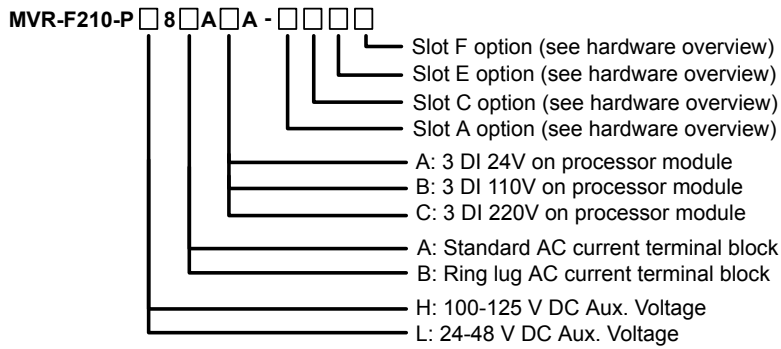 MVR-F210-P□8□A□A-□□□□
Slot F option (see hardware overview)
Slot E option (see hardware overview)
Slot C option (see hardware overview)
Slot A option (see hardware overview)
A: 3 DI 24V on processor module
B: 3 DI 110V on processor module
C: 3 DI 220V on processor module
A: Standard AC current terminal block
B: Ring lug AC current terminal block
H: 100-125 V DC Aux. Voltage
L: 24-48 V DC Aux. Voltage